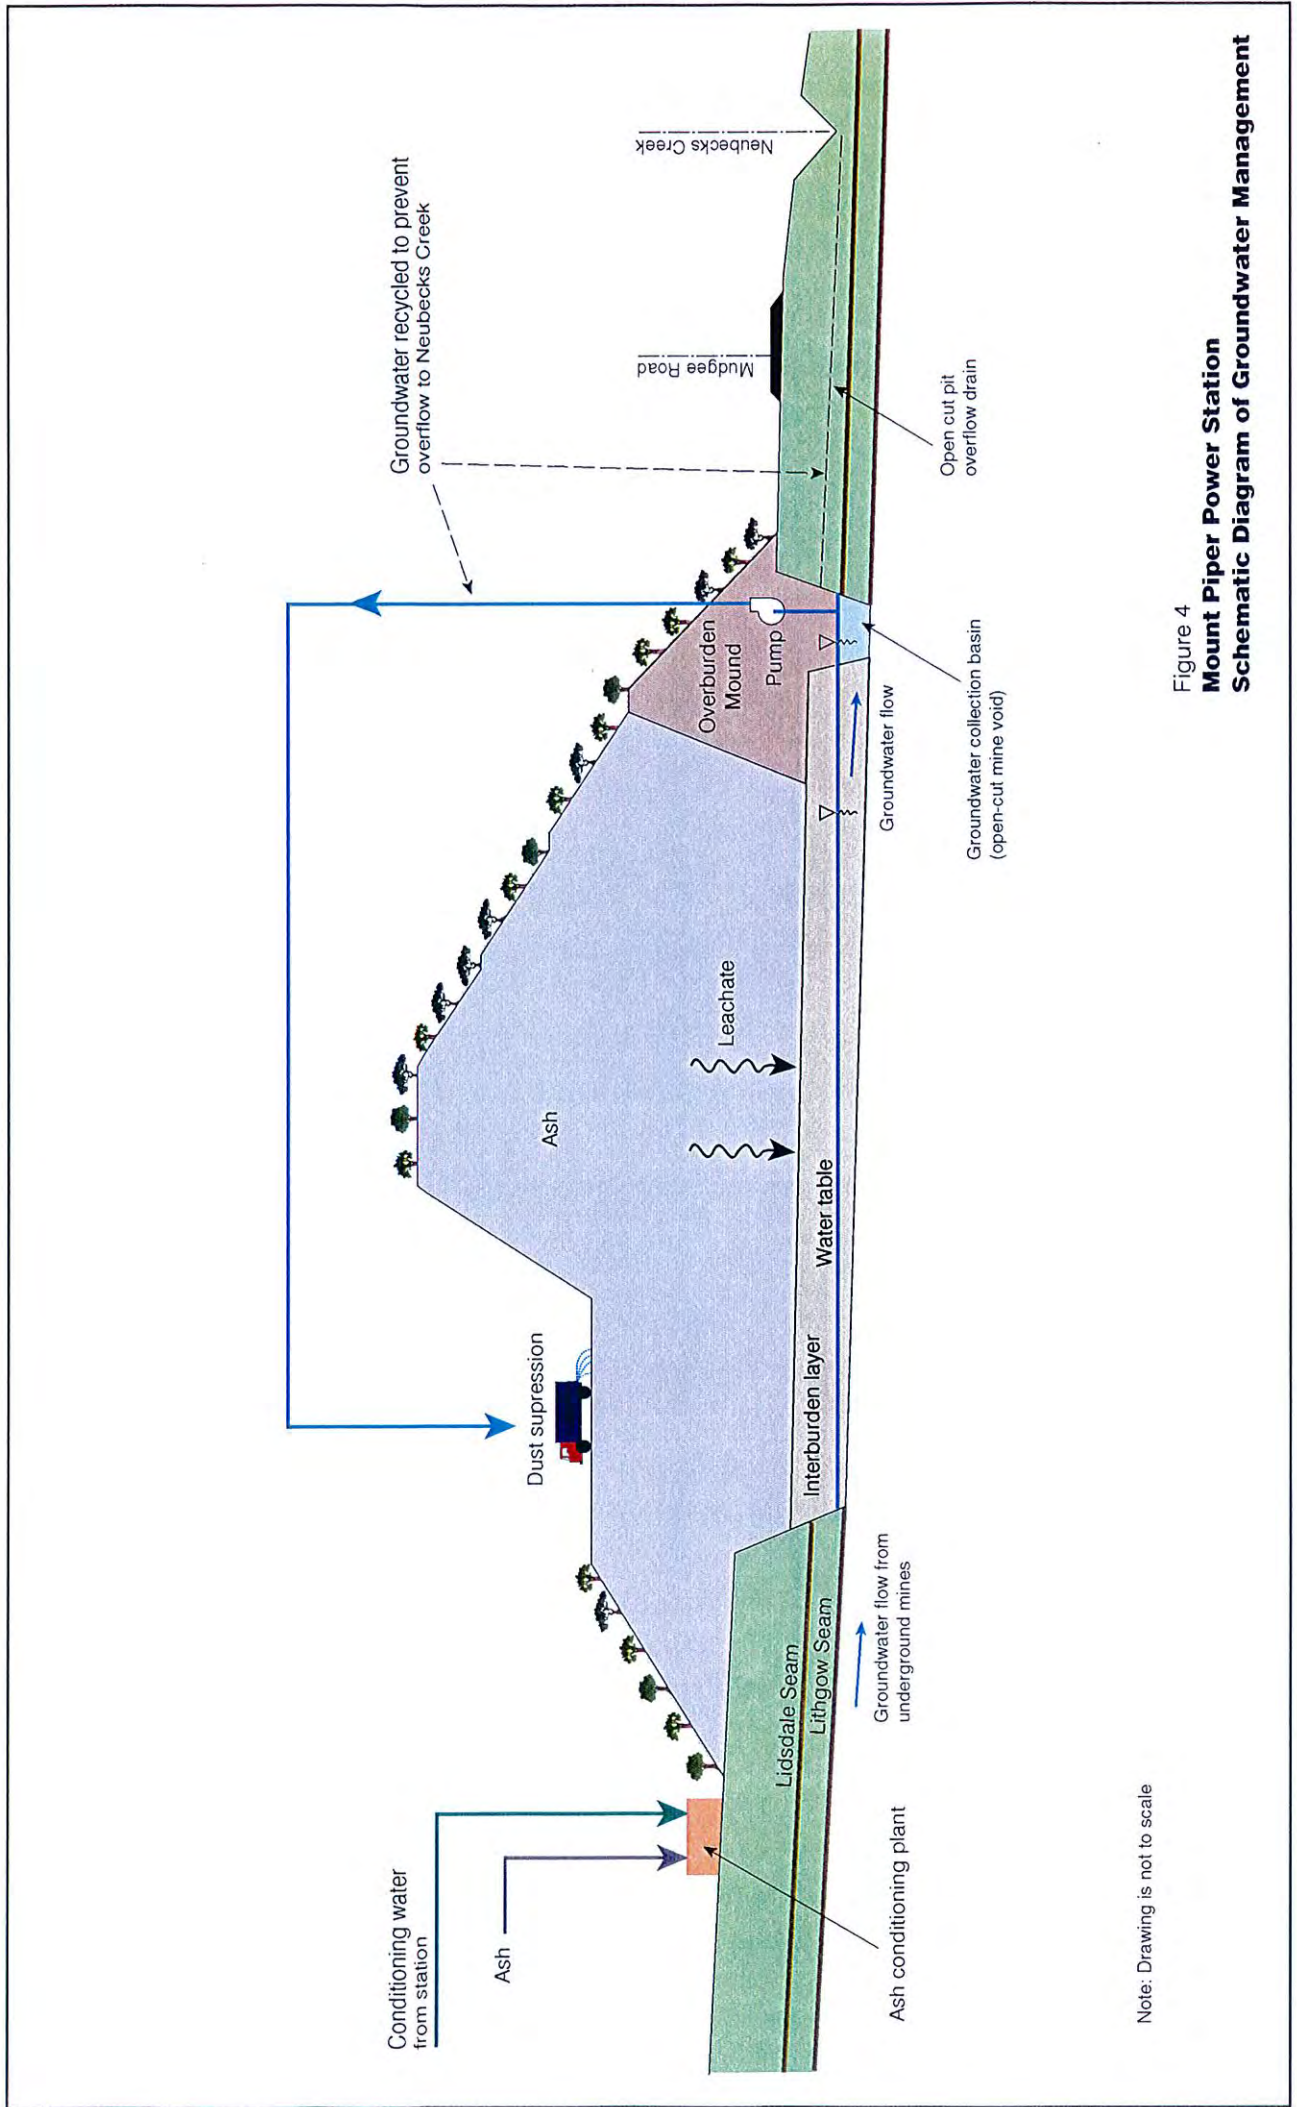 Conditioning water
from station
Ash
Ash conditioning plant
Dust supression
Ash
Leachate
Groundwater recycled to prevent
overflow to Neubecks Creek
Overburden
Mound
Pump
Mudgee Road
Neubecks Creek
Lidsdale Seam
Lithgow Seam
Interburden layer
Water table
Groundwater flow from
underground mines
Groundwater flow
Groundwater collection basin
(open-cut mine void)
Open cut pit
overflow drain
Note: Drawing is not to scale
Figure 4
Mount Piper Power Station
Schematic Diagram of Groundwater Management